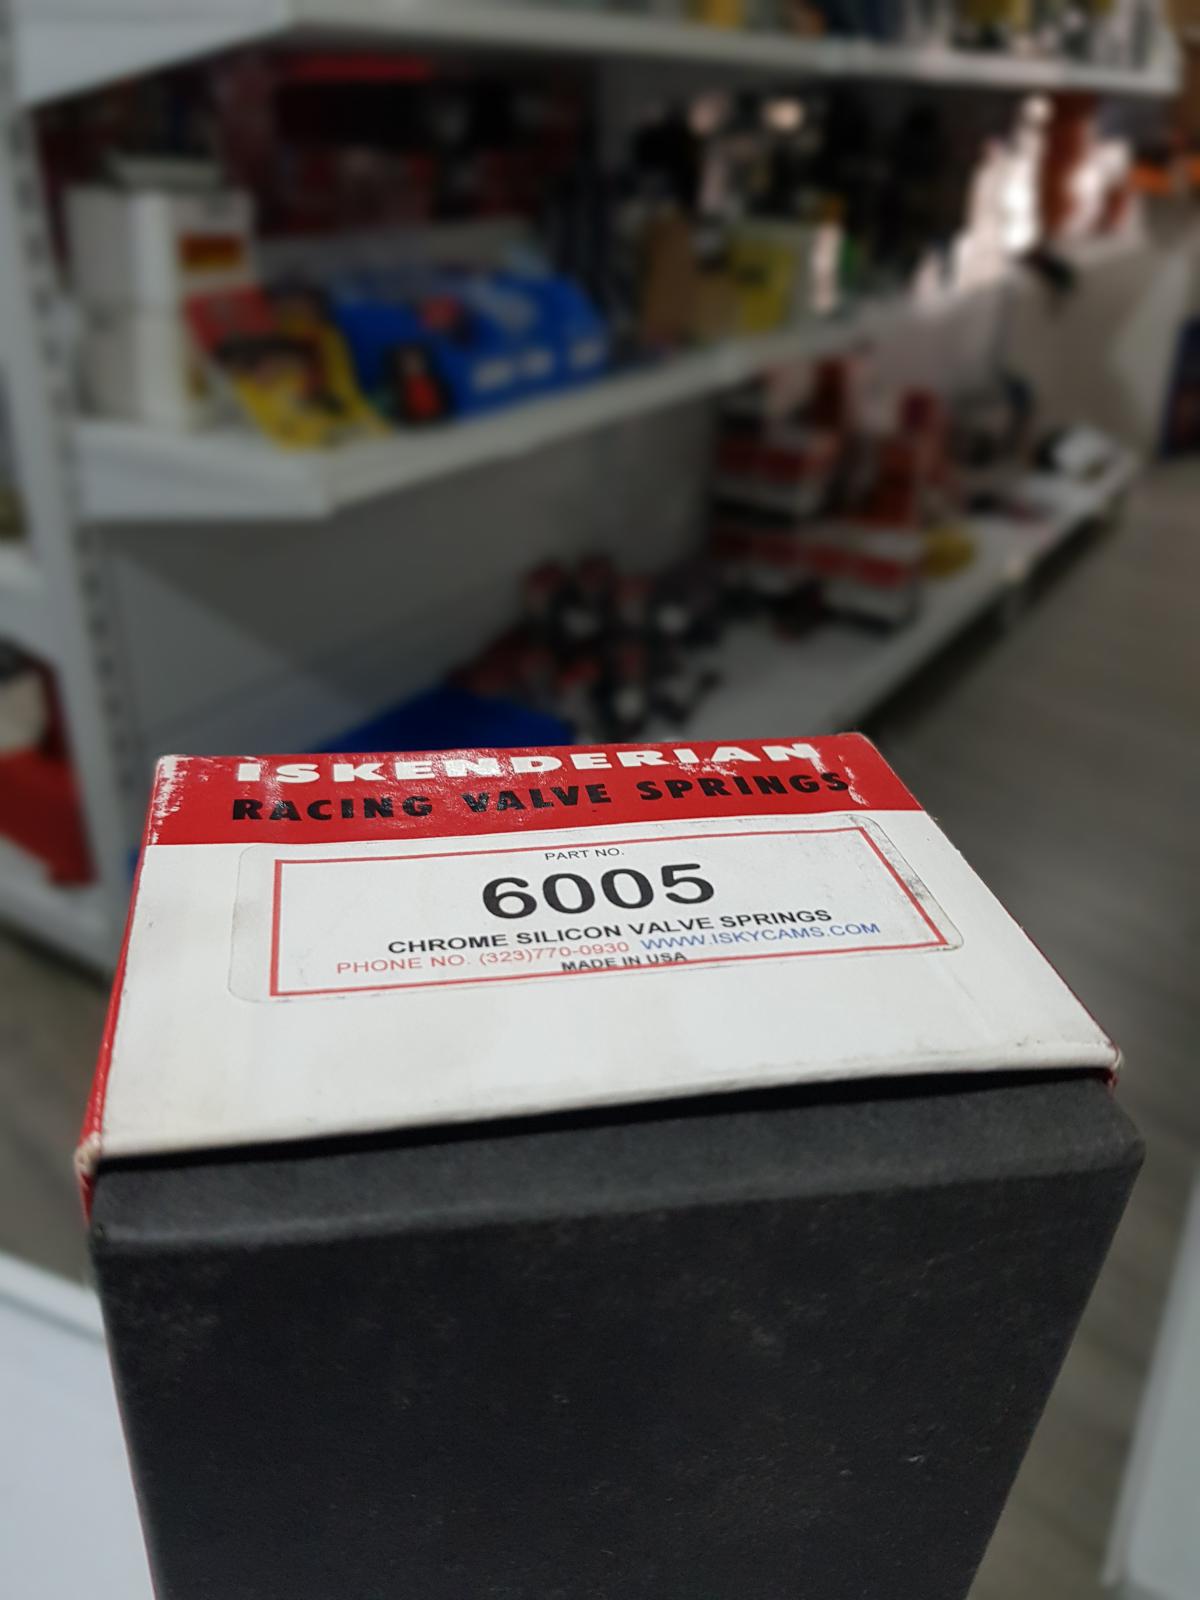 ISKENDERIAN
RACING VALVE SPRINGS
PART NO.
6005
CHROME SILICON VALVE SPRINGS
PHONE NO. (323)770-0930 WWW.ISKYCAMS.COM
MADE IN USA